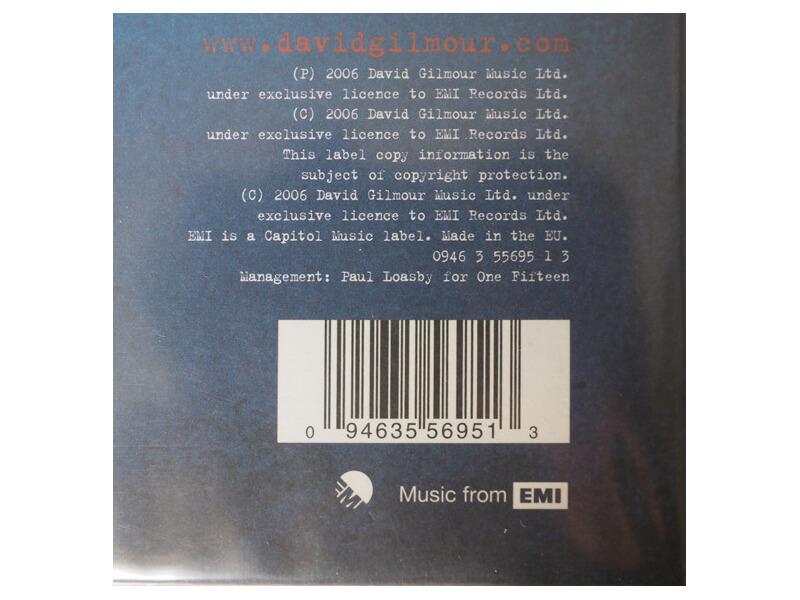 www.davidgilmour.com
(P) 2006 David Gilmour Music Ltd.
under exclusive licence to EMI Records Ltd.
(C) 2006 David Gilmour Music Ltd.
under exclusive licence to EMI Records Ltd.
This label copy information is the
subject of copyright protection.
(C) 2006 David Gilmour Music Ltd. under
exclusive licence to EMI Records Ltd.
EMI is a Capitol Music label. Made in the EU.
0946 3 55695 1 3
Management: Paul Loasby for One Fifteen
0 94635 56951 3
EMI Music from EMI